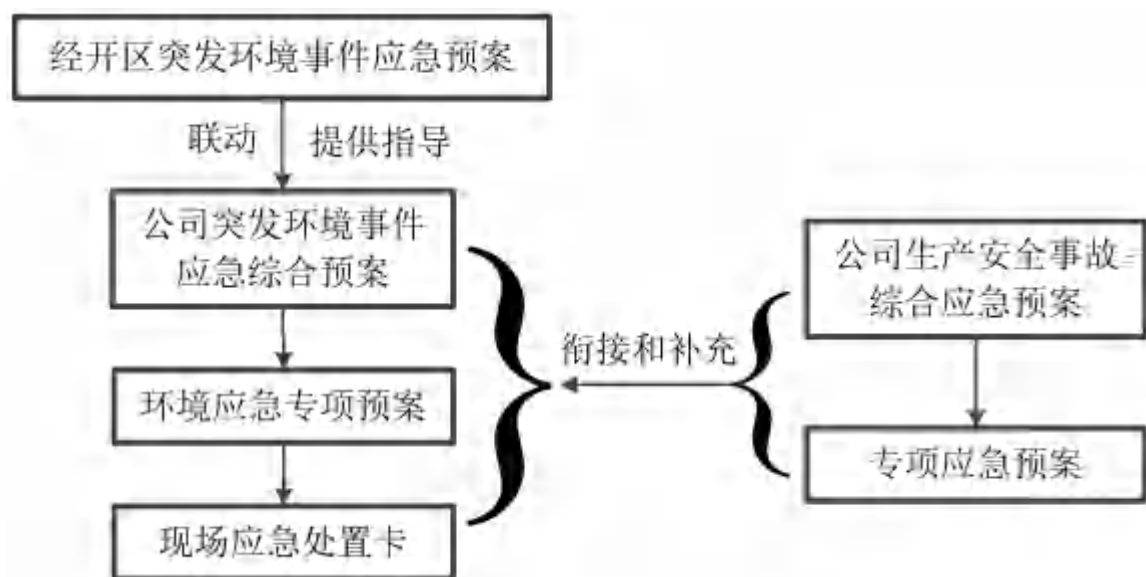 经开区突发环境事件应急预案
联动 提供指导
公司突发环境事件
应急综合预案
环境应急专项预案
现场应急处置卡
衔接和补充
公司生产安全事故
综合应急预案
专项应急预案